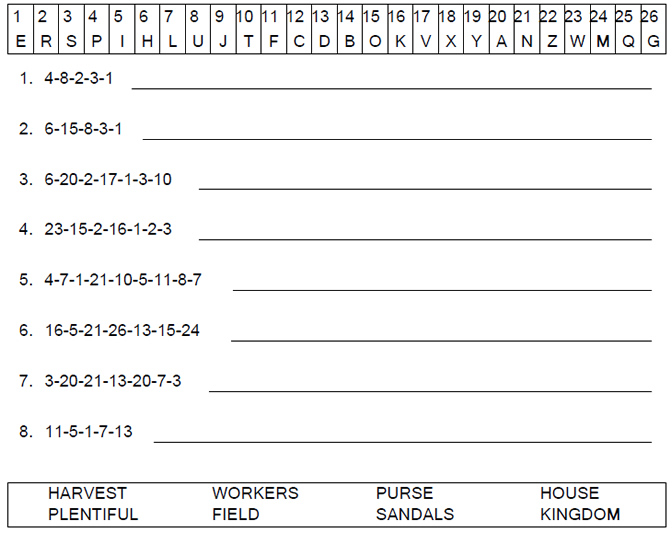 1 2 3 4 5 6 7 8 9 10 11 12 13 14 15 16 17 18 19 20 21 22 23 24 25 26
E R S P I H L U J T F C D B O K V X Y A N Z W M Q G
1. 4-8-2-3-1
2. 6-15-8-3-1
3. 6-20-2-17-1-3-10
4. 23-15-2-16-1-2-3
5. 4-7-1-21-10-5-11-8-7
6. 16-5-21-26-13-15-24
7. 3-20-21-13-20-7-3
8. 11-5-1-7-13
HARVEST WORKERS PURSE HOUSE
PLENTIFUL FIELD SANDALS KINGDOM